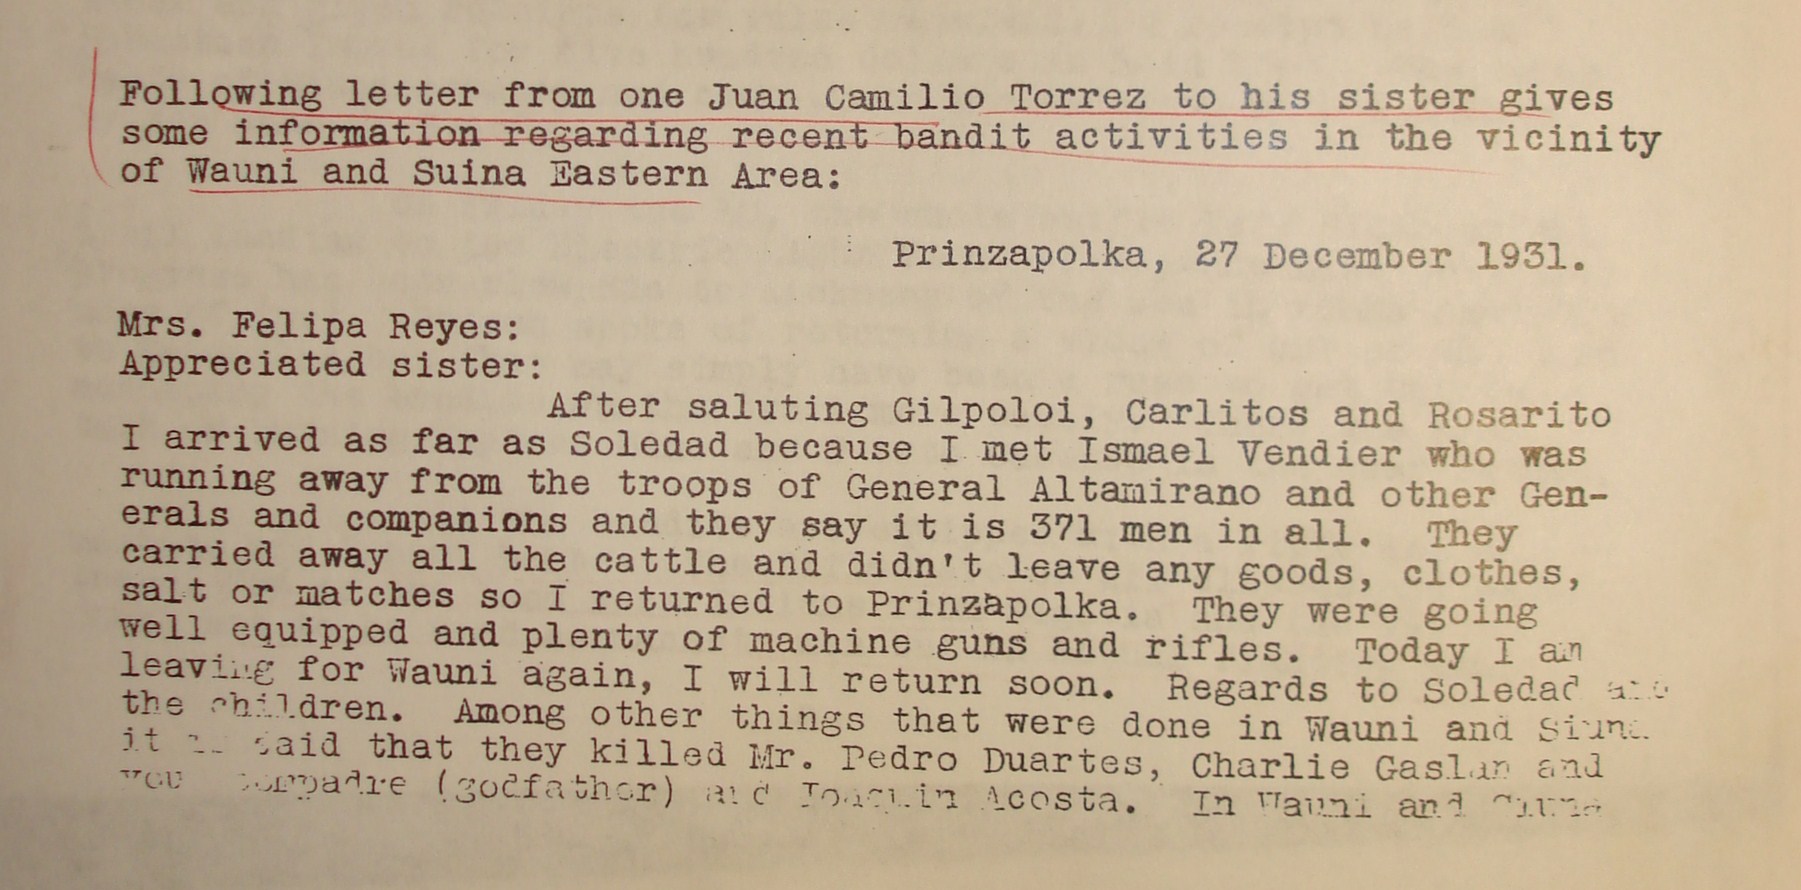 Following letter from one Juan Camilio Torrez to his sister gives
some information regarding recent bandit activities in the vicinity
of Wauni and Suina Eastern Area:
Prinzapolka, 27 December 1931.
Mrs. Felipa Reyes:
Appreciated sister:
After saluting Gilpoloi, Carlitos and Rosarito
I arrived as far as Soledad because I met Ismael Vendier who was
running away from the troops of General Altamirano and other Gen-
erals and companions and they say it is 371 men in all. They
carried away all the cattle and didn't leave any goods, clothes,
salt or matches so I returned to Prinzapolka. They were going
well equipped and plenty of machine guns and rifles. Today I am
leaving for Wauni again, I will return soon. Regards to Soledad and
the children. Among other things that were done in Wauni and Siuna
it is said that they killed Mr. Pedro Duartes, Charlie Gaslan and
compadre (godfather) and Joaquin Acosta. In Wauni and Siuna